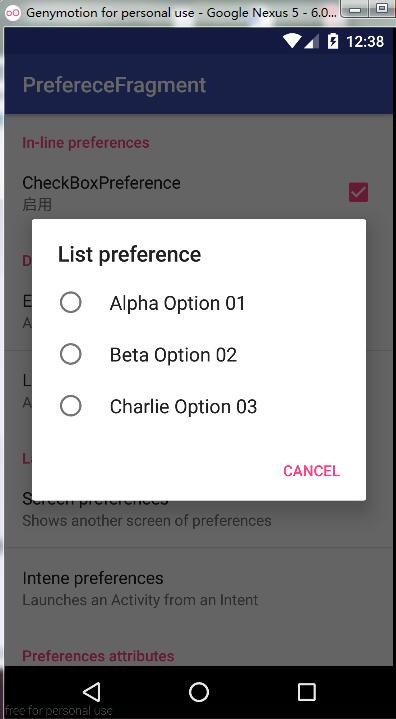 Genymotion for personal use - Google Nexus 5 - 6.0...
12:38
PrefereceFragment
In-line preferences
CheckBoxPreference
启用
D
E
A
List preference
Alpha Option 01
Beta Option 02
Charlie Option 03
CANCEL
L
A
La
Screen preferences
Shows another screen of preferences
Intene preferences
Launches an Activity from an Intent
Preferences attributes
free for personal use